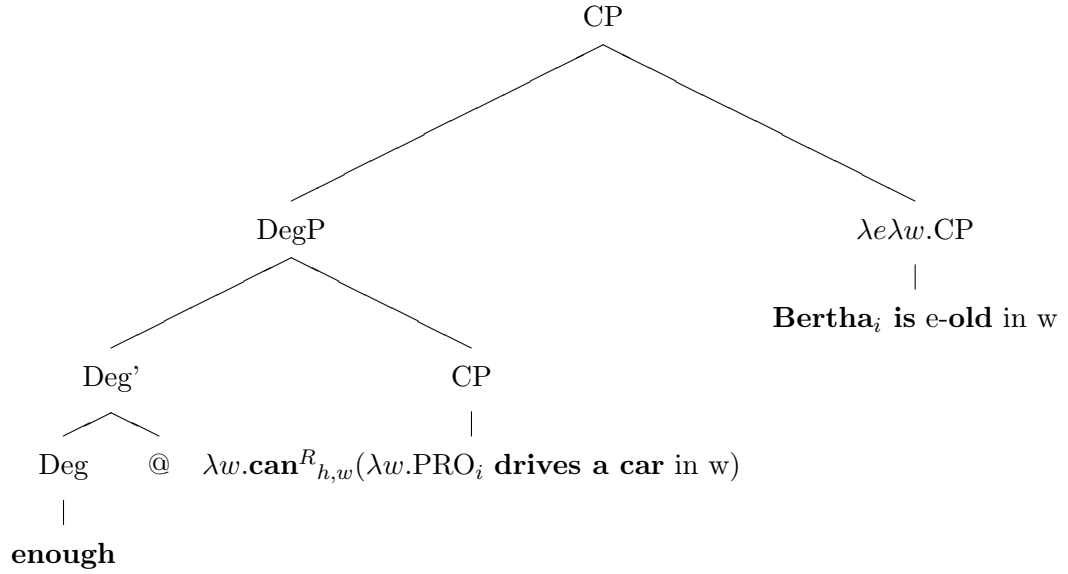 CP
DegP λeλw.CP
Bertha_i is e-old in w
Deg' CP
Deg @ λw.can^R_{h,w}(λw.PRO_i drives a car in w)
enough